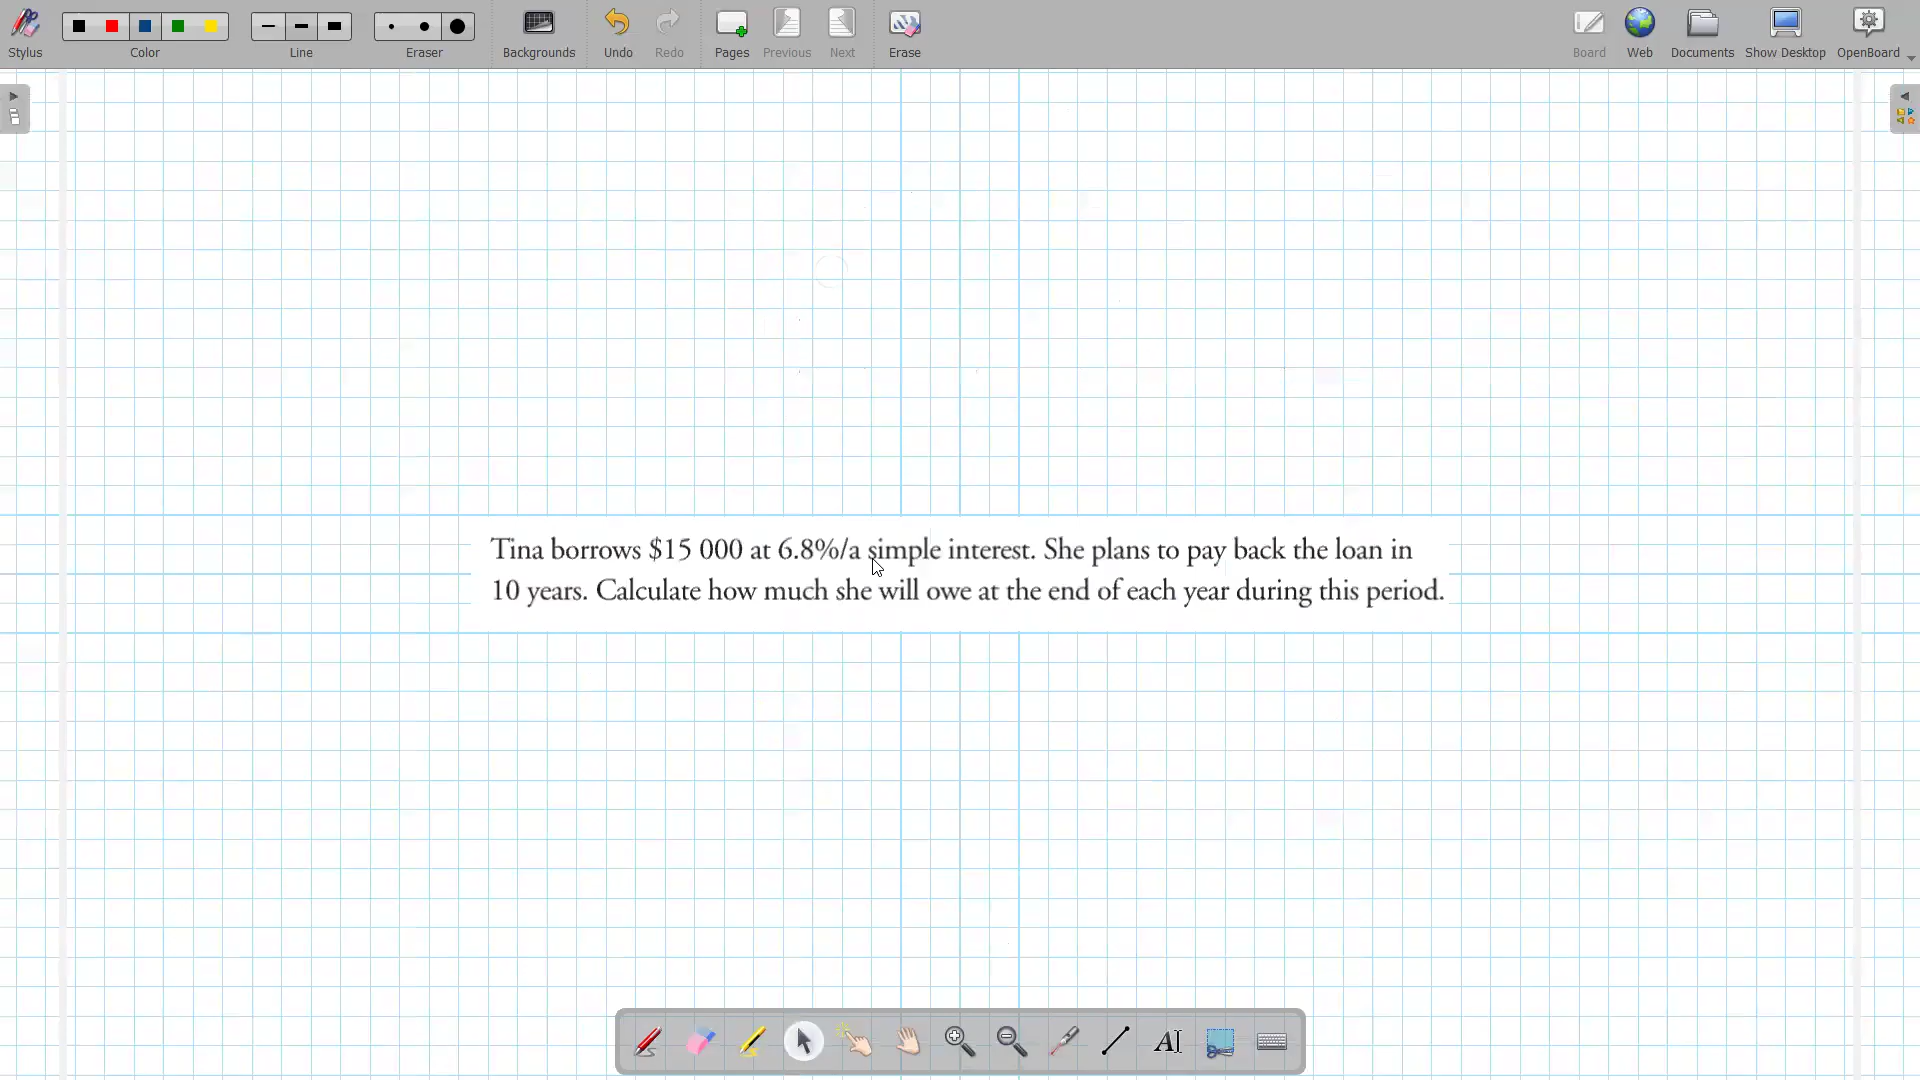 Stylus Color Line Eraser Backgrounds Undo Redo Pages Previous Next Erase Board Web Documents Show Desktop OpenBoard
Tina borrows $15 000 at 6.8%/a simple interest. She plans to pay back the loan in
10 years. Calculate how much she will owe at the end of each year during this period.